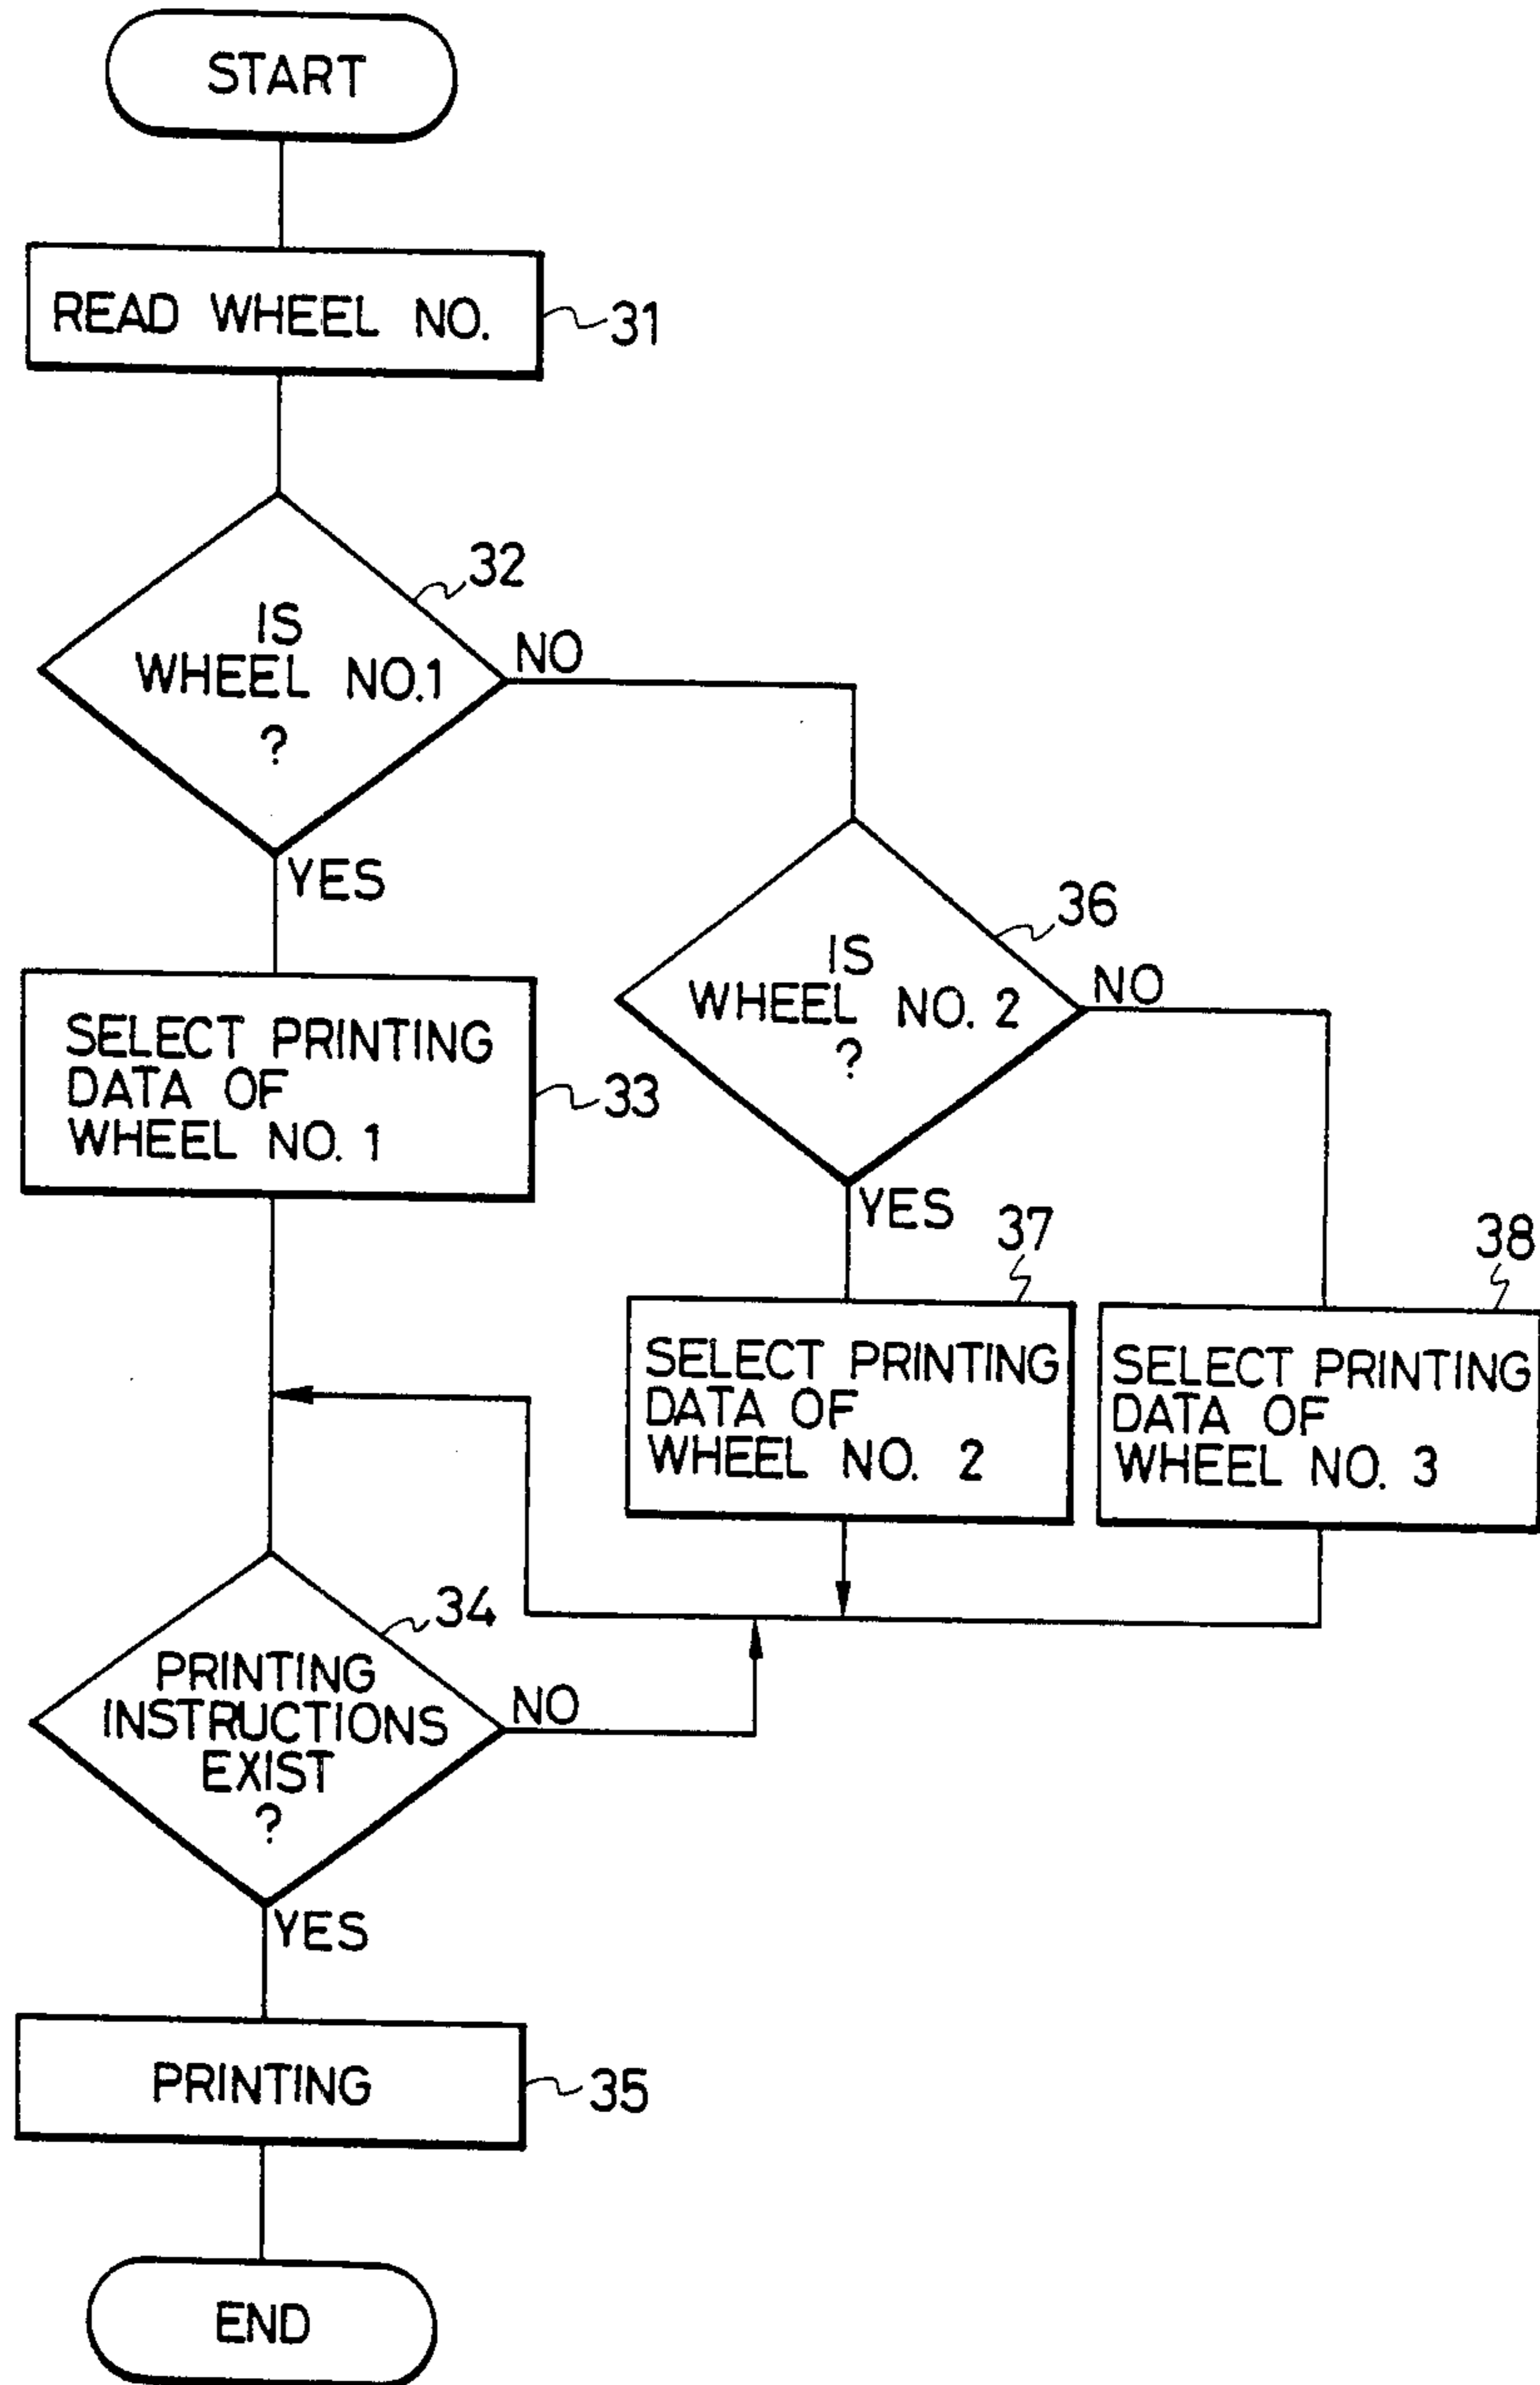 START
READ WHEEL NO.
31
32
IS
WHEEL NO.1
?
NO
YES
36
IS
WHEEL NO. 2
?
NO
SELECT PRINTING
DATA OF
WHEEL NO. 1
33
YES
37
38
SELECT PRINTING
DATA OF
WHEEL NO. 2
SELECT PRINTING
DATA OF
WHEEL NO. 3
34
PRINTING
INSTRUCTIONS
EXIST
?
NO
YES
PRINTING
35
END